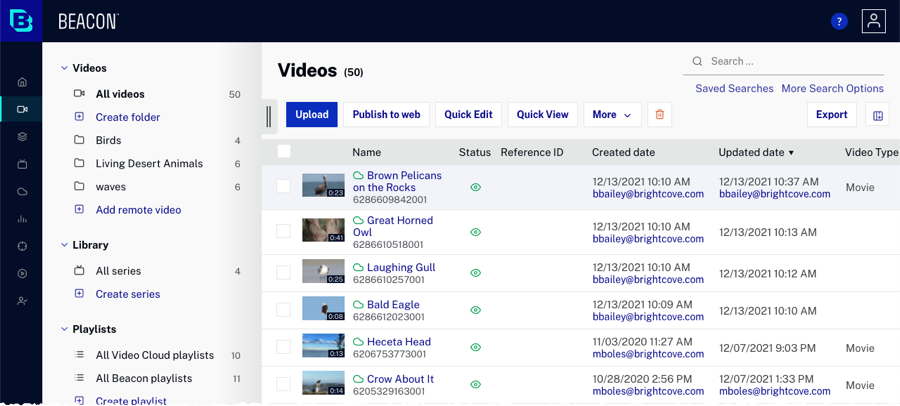 BEACON™
?
Videos
All videos 50
Create folder
Birds 4
Living Desert Animals 6
waves 6
Add remote video
Library
All series 4
Create series
Playlists
All Video Cloud playlists 10
All Beacon playlists 11
Create playlist
Videos (50)
Search ...
Saved Searches More Search Options
Upload Publish to web Quick Edit Quick View More Export
Name Status Reference ID Created date Updated date ▼ Video Type
0:23 Brown Pelicans on the Rocks
6286609842001
12/13/2021 10:10 AM
bbailey@brightcove.com
12/13/2021 10:37 AM
bbailey@brightcove.com
Movie
0:41 Great Horned
Owl
6286610518001
12/13/2021 10:10 AM
bbailey@brightcove.com
12/13/2021 10:13 AM
0:25 Laughing Gull
6286610257001
12/13/2021 10:10 AM
bbailey@brightcove.com
12/13/2021 10:12 AM
0:08 Bald Eagle
6286612023001
12/13/2021 10:09 AM
bbailey@brightcove.com
12/13/2021 10:10 AM
0:13 Heceta Head
6206753773001
11/03/2020 11:27 AM
mboles@brightcove.com
12/07/2021 9:03 PM
Movie
0:14 Crow About It
6205329163001
10/28/2020 2:56 PM
mboles@brightcove.com
12/07/2021 1:33 PM
mboles@brightcove.com
Movie